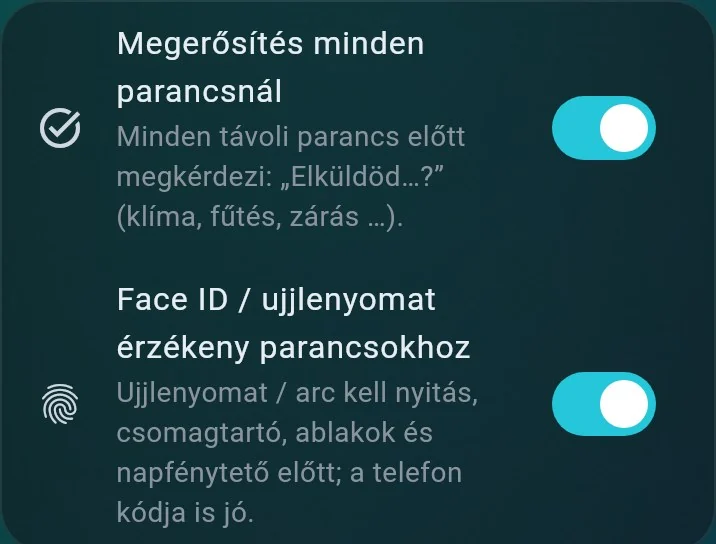 Megerősítés minden
parancsnál
Minden távoli parancs előtt
megkérdezi: „Elküldöd…?”
(klíma, fűtés, zárás …).
Face ID / ujjlenyomat
érzékeny parancsokhoz
Ujjlenyomat / arc kell nyitás,
csomagtartó, ablakok és
napfénytető előtt; a telefon
kódja is jó.